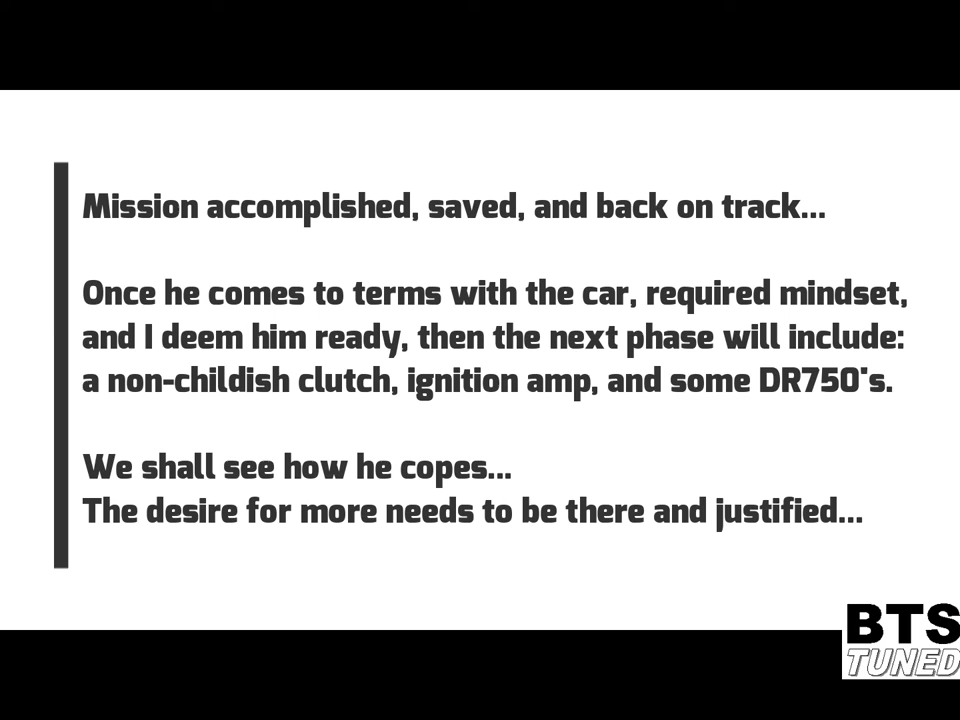 Mission accomplished, saved, and back on track...
Once he comes to terms with the car, required mindset,
and I deem him ready, then the next phase will include:
a non-childish clutch, ignition amp, and some DR750's.
We shall see how he copes...
The desire for more needs to be there and justified...
BTS
TUNED